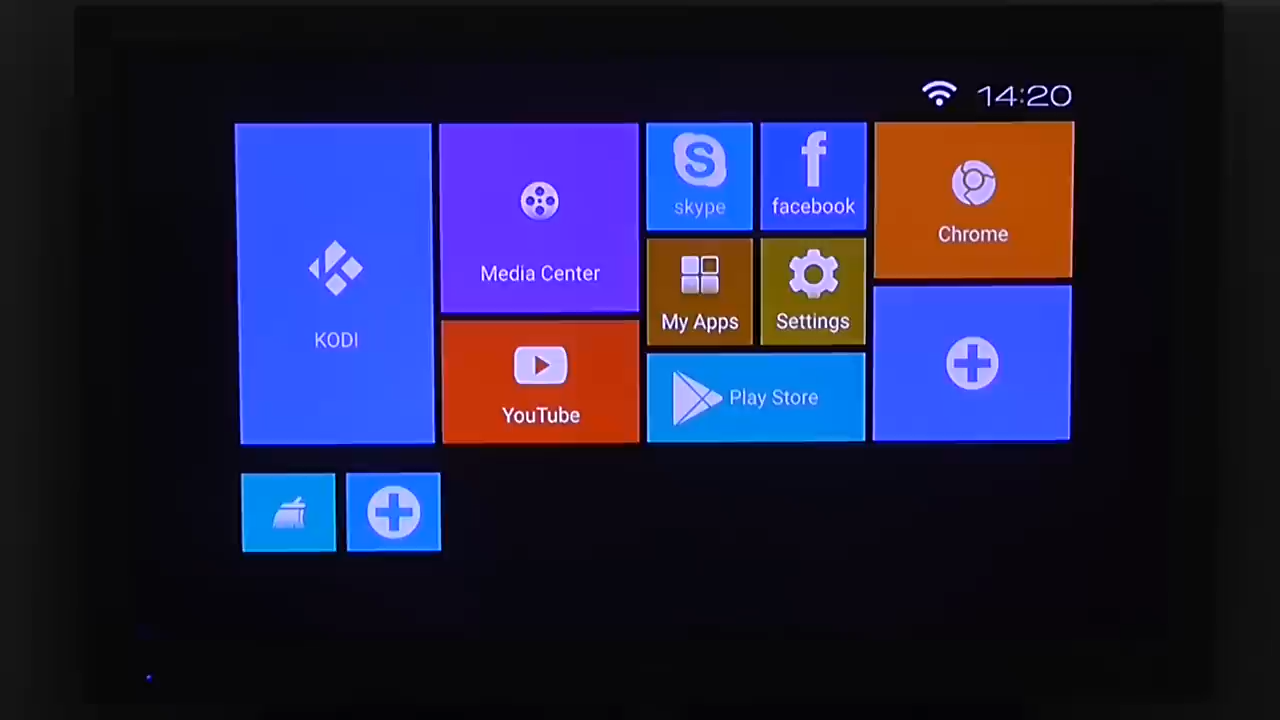 14:20
KODI
Media Center
YouTube
skype
facebook
My Apps
Settings
Play Store
Chrome